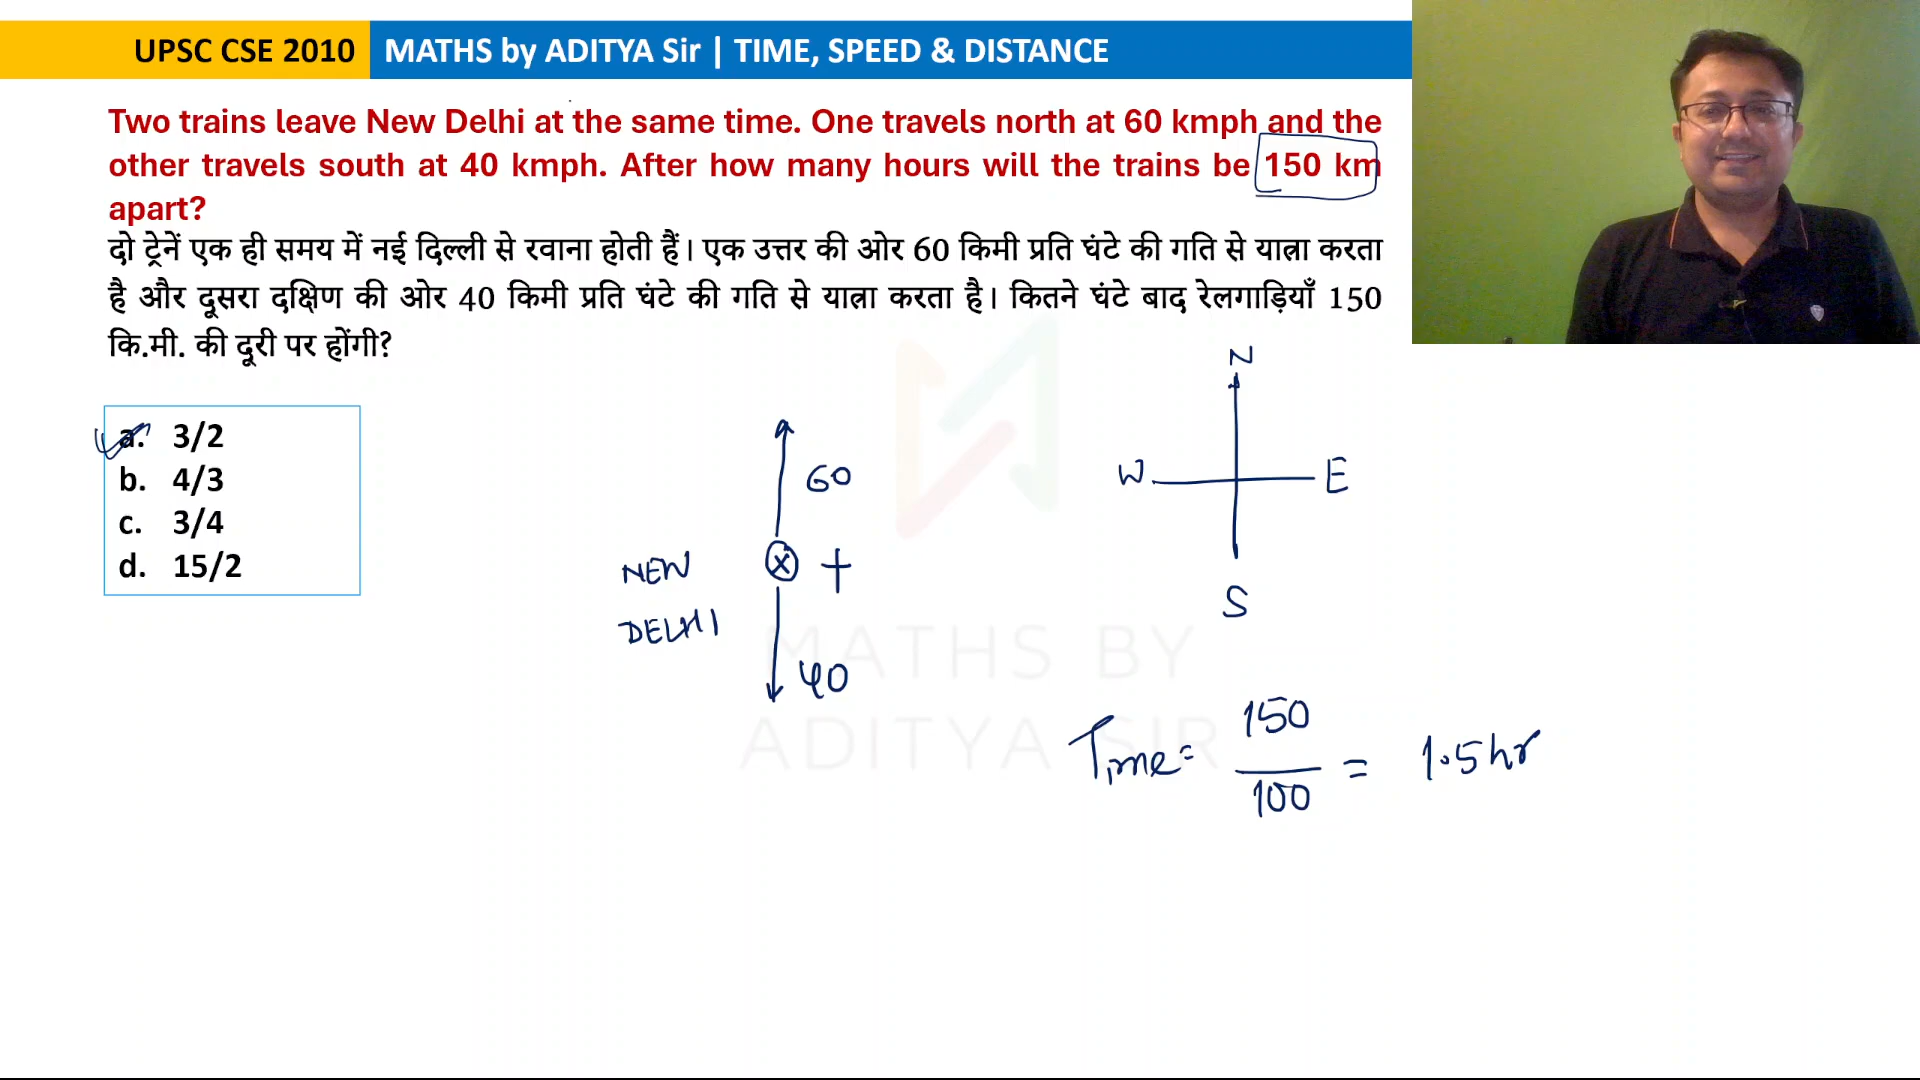 UPSC CSE 2010
MATHS by ADITYA Sir | TIME, SPEED & DISTANCE
Two trains leave New Delhi at the same time. One travels north at 60 kmph and the
other travels south at 40 kmph. After how many hours will the trains be 150 km
apart?
दो ट्रेनें एक ही समय में नई दिल्ली से रवाना होती हैं। एक उत्तर की ओर 60 किमी प्रति घंटे की गति से यात्रा करता
है और दूसरा दक्षिण की ओर 40 किमी प्रति घंटे की गति से यात्रा करता है। कितने घंटे बाद रेलगाड़ियाँ 150
कि.मी. की दूरी पर होंगी?
a. 3/2
b. 4/3
c. 3/4
d. 15/2
60
NEW
DELHI
+
40
N
W E
S
MATHS BY
ADITYA SIR
Time = 150/100 = 1.5 hr